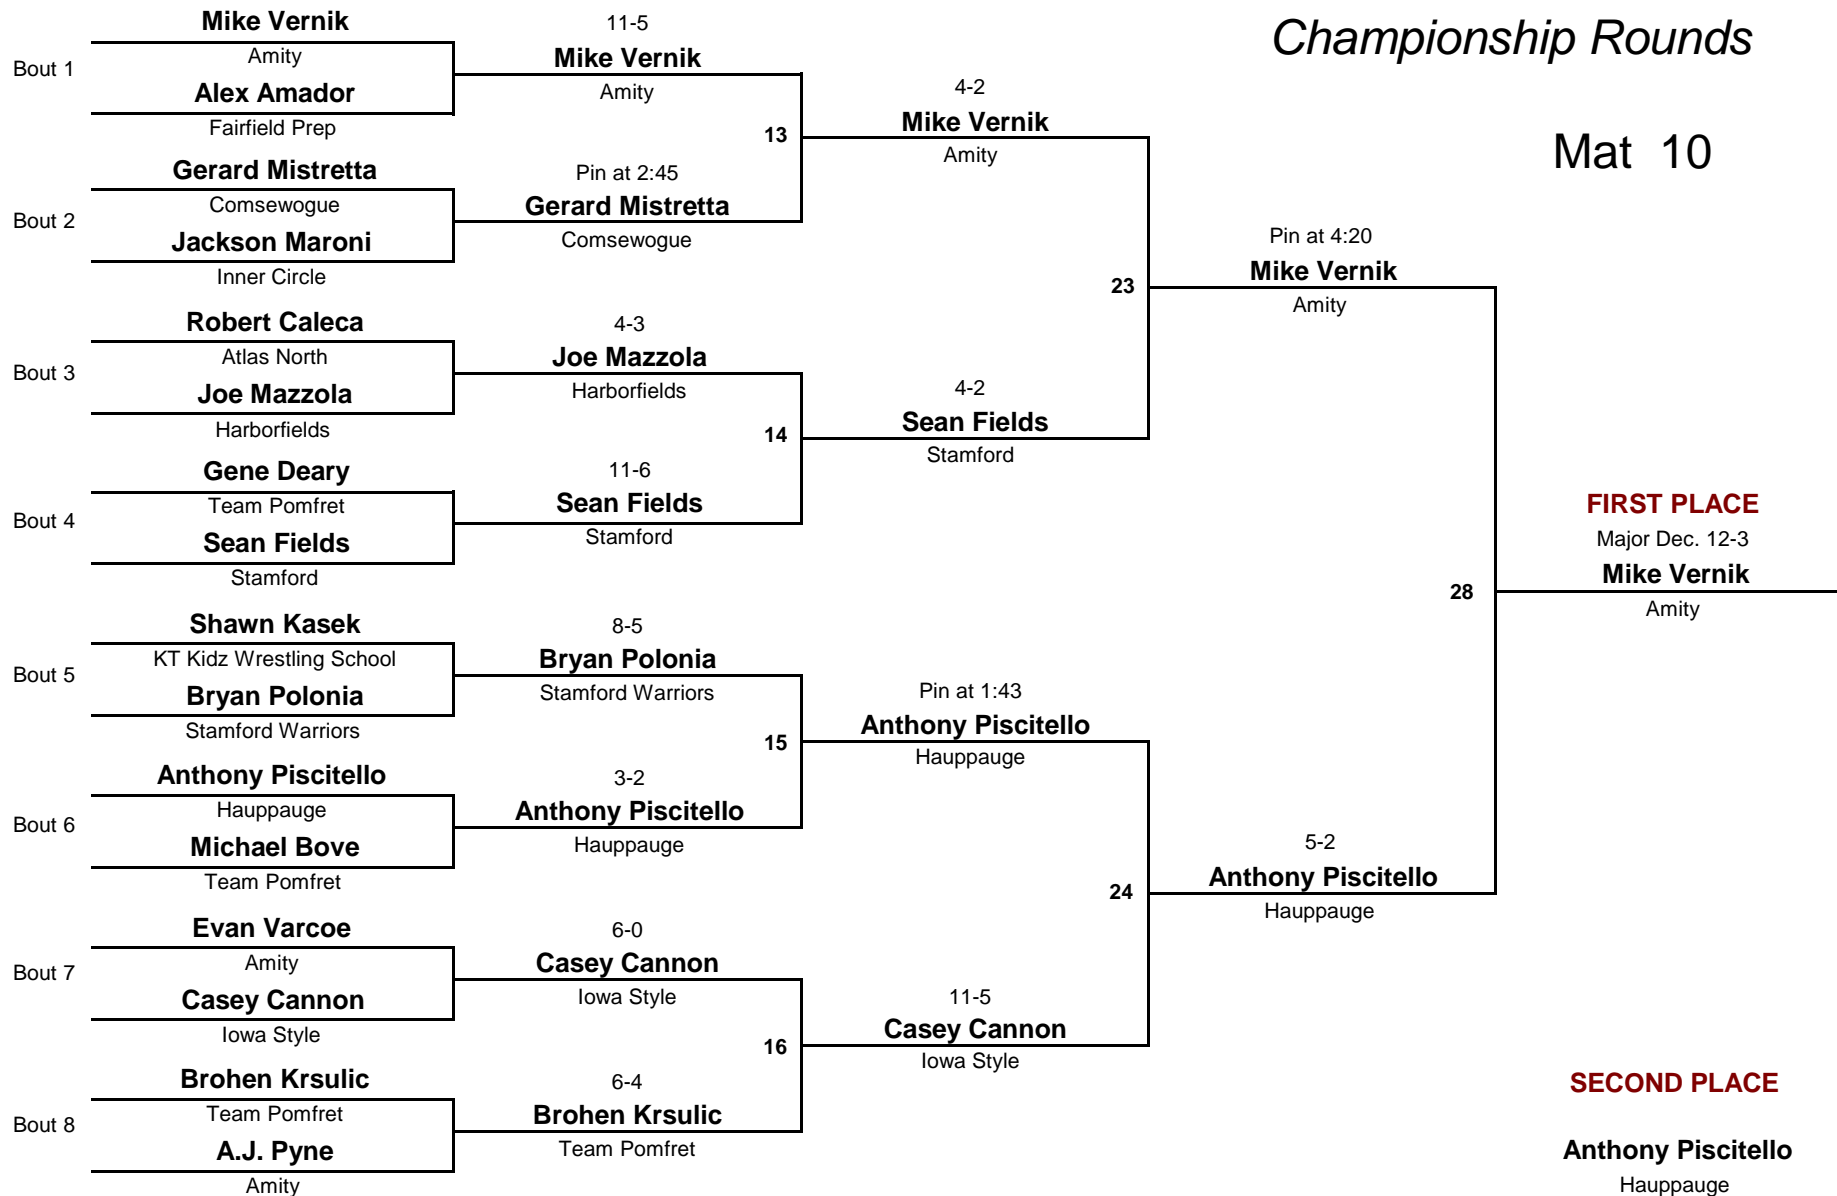 Championship Rounds
Mat 10
Bout 1
Mike Vernik
Amity
Alex Amador
Fairfield Prep
Bout 2
Gerard Mistretta
Comsewogue
Jackson Maroni
Inner Circle
Bout 3
Robert Caleca
Atlas North
Joe Mazzola
Harborfields
Bout 4
Gene Deary
Team Pomfret
Sean Fields
Stamford
Bout 5
Shawn Kasek
KT Kidz Wrestling School
Bryan Polonia
Stamford Warriors
Bout 6
Anthony Piscitello
Hauppauge
Michael Bove
Team Pomfret
Bout 7
Evan Varcoe
Amity
Casey Cannon
Iowa Style
Bout 8
Brohen Krsulic
Team Pomfret
A.J. Pyne
Amity
11-5
Mike Vernik
Amity
13
Pin at 2:45
Gerard Mistretta
Comsewogue
4-3
Joe Mazzola
Harborfields
14
11-6
Sean Fields
Stamford
8-5
Bryan Polonia
Stamford Warriors
15
3-2
Anthony Piscitello
Hauppauge
6-0
Casey Cannon
Iowa Style
16
6-4
Brohen Krsulic
Team Pomfret
4-2
Mike Vernik
Amity
23
4-2
Sean Fields
Stamford
Pin at 1:43
Anthony Piscitello
Hauppauge
24
11-5
Casey Cannon
Iowa Style
Pin at 4:20
Mike Vernik
Amity
28
5-2
Anthony Piscitello
Hauppauge
FIRST PLACE
Major Dec. 12-3
Mike Vernik
Amity
SECOND PLACE
Anthony Piscitello
Hauppauge